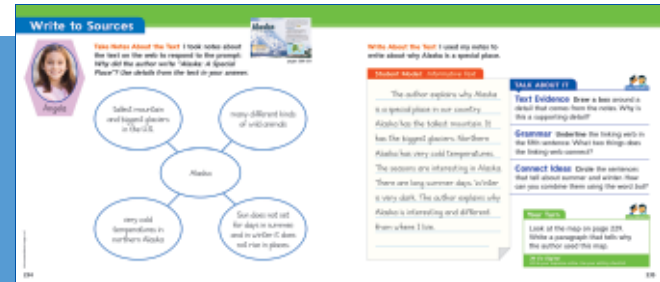 Write to Sources
Take Notes About the Text I took notes about
the text on the web to respond to the prompt:
Why did the author write "Alaska: A Special
Place"? Use details from the text in your answer.
Alaska
Angela
Tallest mountain
and biggest glaciers
in the U.S.
many different kinds
of wild animals
Alaska
very cold
temperatures in
northern Alaska
Sun does not set
for days in summer
and in winter it does
not rise in places.
Write About the Text I used my notes to
write about why Alaska is a special place.
Student Model: Informative Text
The author explains why Alaska
is a special place in our country.
Alaska has the tallest mountain. It
has the biggest glaciers. Northern
Alaska has very cold temperatures.
The seasons are interesting in Alaska.
There are long summer days. Winter
is very dark. The author explains why
Alaska is interesting and different
from where I live.
TALK ABOUT IT
Text Evidence Draw a box around a
detail that comes from the notes. Why is
this a supporting detail?
Grammar Underline the linking verb in
the fifth sentence. What two things does
the linking verb connect?
Connect Ideas Circle the sentences
that tell about summer and winter. How
can you combine them using the word but?
Your Turn
Look at the map on page 229.
Write a paragraph that tells why
the author used this map.